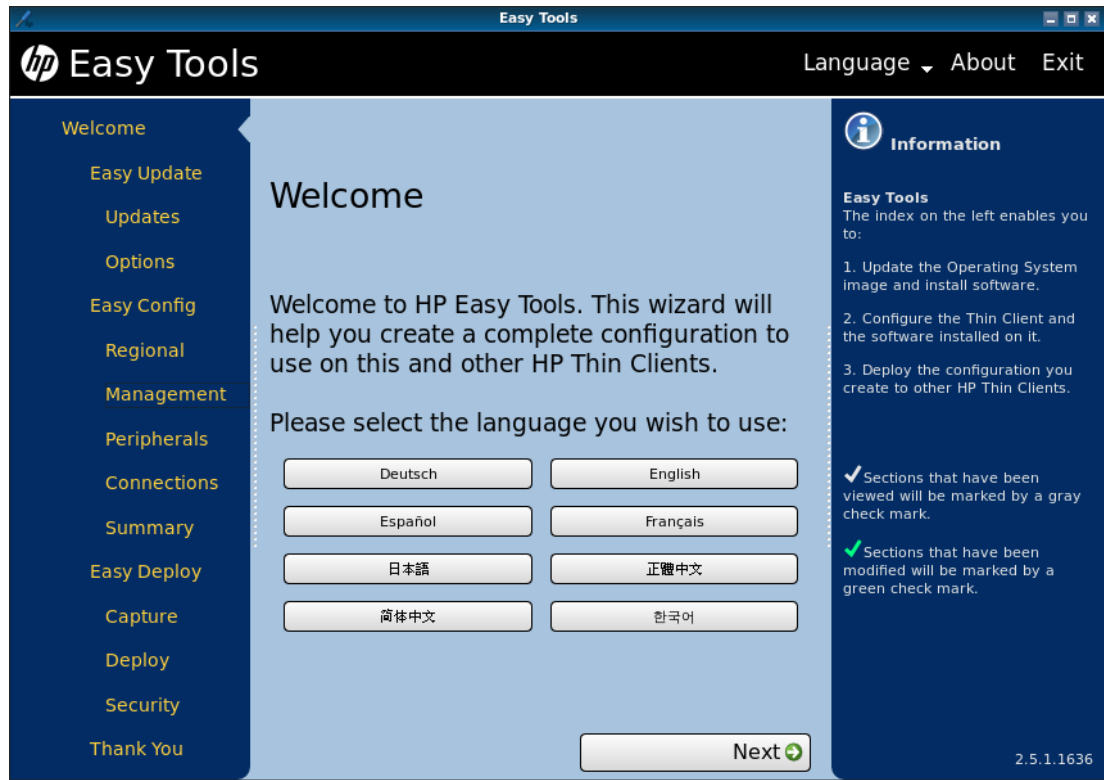 Easy Tools
hp Easy Tools
Language About Exit
Welcome
Easy Update
Updates
Options
Easy Config
Regional
Management
Peripherals
Connections
Summary
Easy Deploy
Capture
Deploy
Security
Thank You
Welcome
Welcome to HP Easy Tools. This wizard will
help you create a complete configuration to
use on this and other HP Thin Clients.
Please select the language you wish to use:
Deutsch
English
Español
Français
日本語
正體中文
简体中文
한국어
Next
Information
Easy Tools
The index on the left enables you
to:
1. Update the Operating System
image and install software.
2. Configure the Thin Client and
the software installed on it.
3. Deploy the configuration you
create to other HP Thin Clients.
Sections that have been
viewed will be marked by a gray
check mark.
Sections that have been
modified will be marked by a
green check mark.
2.5.1.1636